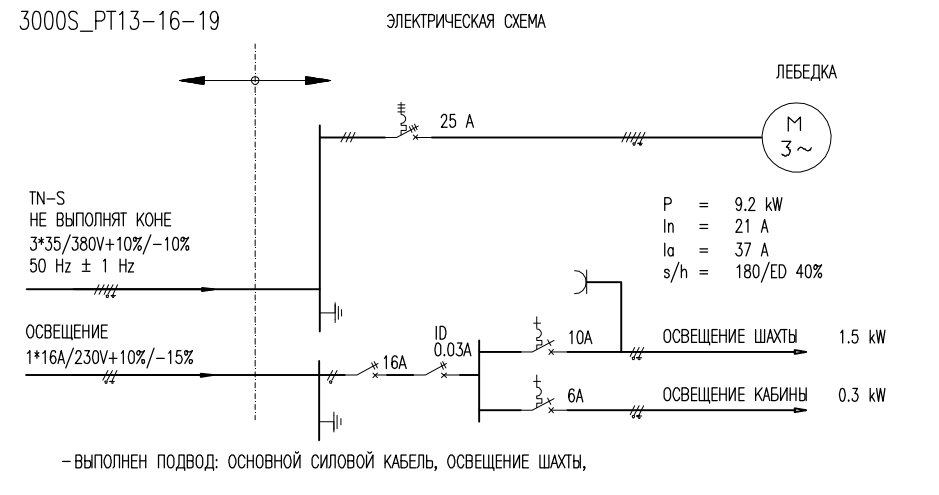 3000S_PT13-16-19
ЭЛЕКТРИЧЕСКАЯ СХЕМА
ЛЕБЕДКА
25 A
M
3~
TN-S
НЕ ВЫПОЛНЯТ КОНЕ
3*35/380V+10%/-10%
50 Hz ± 1 Hz
P = 9.2 kW
In = 21 A
Ia = 37 A
s/h = 180/ED 40%
ОСВЕЩЕНИЕ
1*16A/230V+10%/-15%
16A
ID
0.03A
10A
ОСВЕЩЕНИЕ ШАХТЫ 1.5 kW
6A
ОСВЕЩЕНИЕ КАБИНЫ 0.3 kW
-ВЫПОЛНЕН ПОДВОД: ОСНОВНОЙ СИЛОВОЙ КАБЕЛЬ, ОСВЕЩЕНИЕ ШАХТЫ,